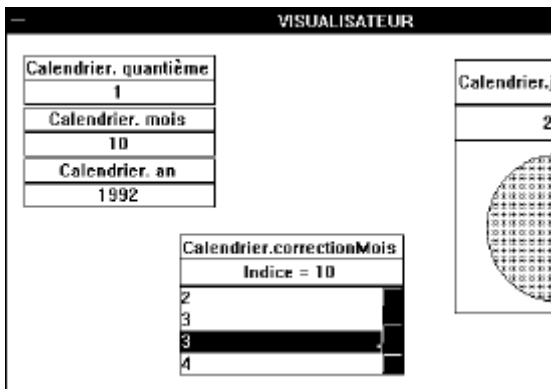 VISUALISATEUR
Calendrier. quantième
1
Calendrier. mois
10
Calendrier. an
1992
Calendrier.j
2
Calendrier.correctionMois
Indice = 10
2
3
3
4